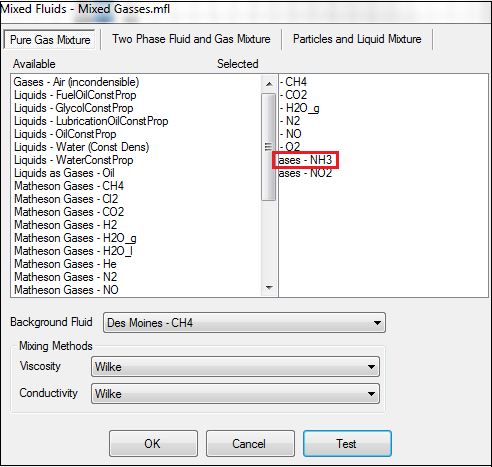 Mixed Fluids - Mixed Gasses.mfl
Pure Gas Mixture
Two Phase Fluid and Gas Mixture
Particles and Liquid Mixture
Available
Selected
Gases - Air (incondensible)
Liquids - FuelOilConstProp
Liquids - GlycolConstProp
Liquids - LubricationOilConstProp
Liquids - OilConstProp
Liquids - Water (Const Dens)
Liquids - WaterConstProp
Liquids as Gases - Oil
Matheson Gases - CH4
Matheson Gases - Cl2
Matheson Gases - CO2
Matheson Gases - H2
Matheson Gases - H2O_g
Matheson Gases - H2O_l
Matheson Gases - He
Matheson Gases - N2
Matheson Gases - NO
- CH4
- CO2
- H2O_g
- N2
- NO
- O2
ases - NH3
ases - NO2
Background Fluid
Des Moines - CH4
Mixing Methods
Viscosity
Wilke
Conductivity
Wilke
OK
Cancel
Test